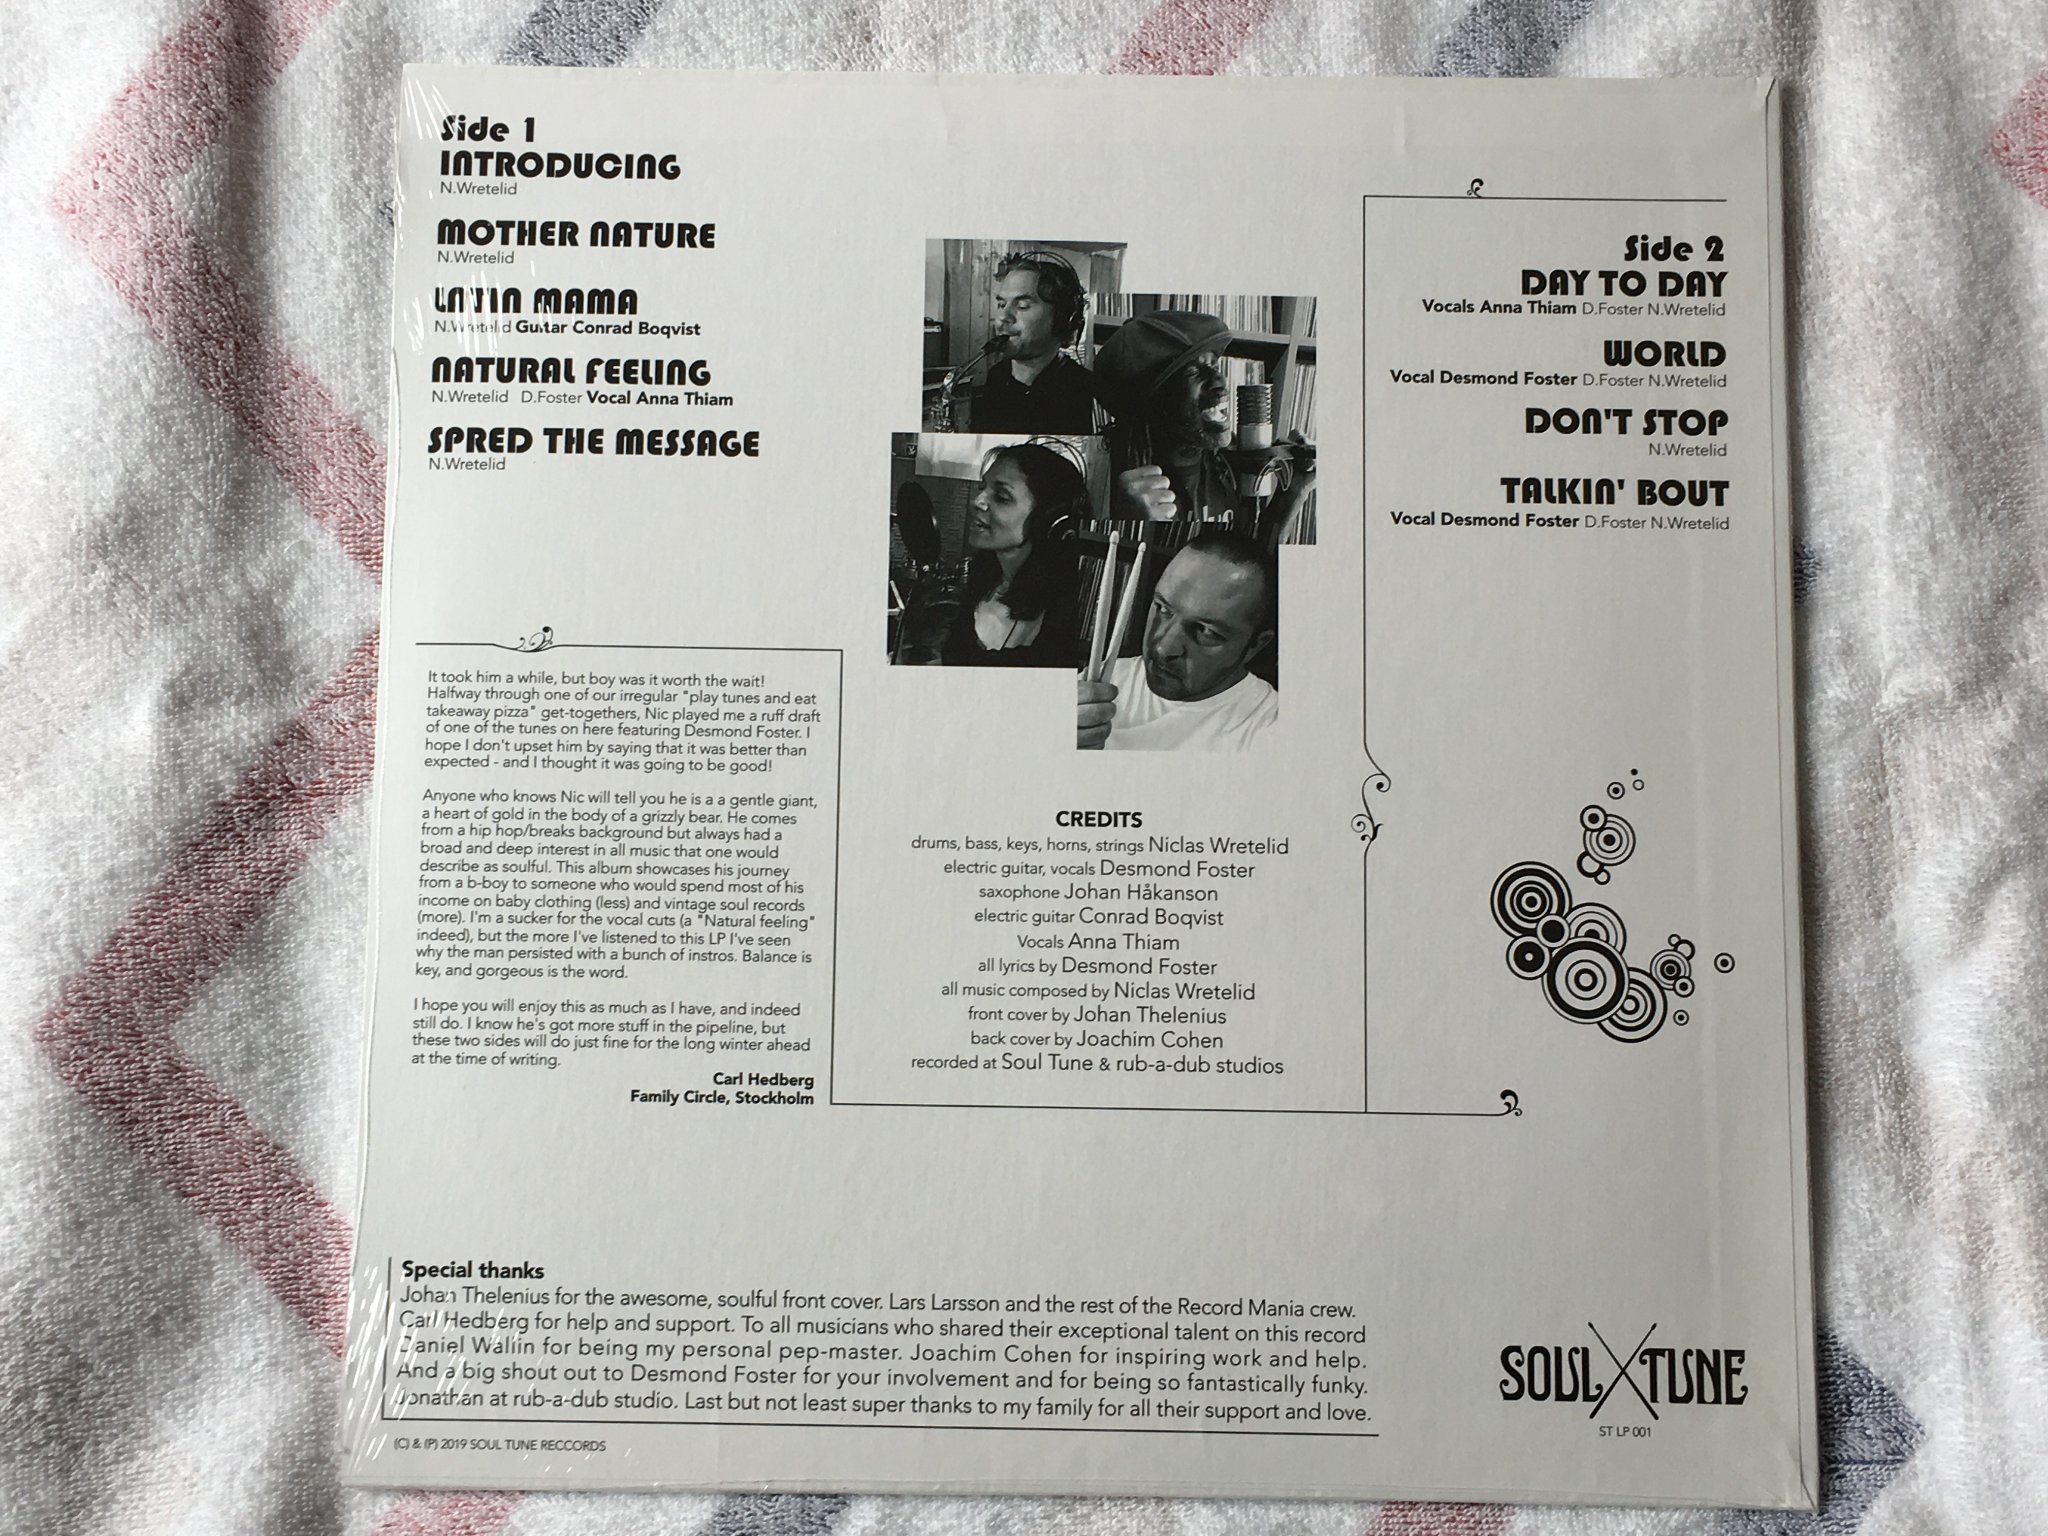 Side 1
INTRODUCING
N.Wretelid
MOTHER NATURE
N.Wretelid
LATIN MAMA
N.Wretelid Guitar Conrad Boqvist
NATURAL FEELING
N.Wretelid D.Foster Vocal Anna Thiam
SPRED THE MESSAGE
N.Wretelid
Side 2
DAY TO DAY
Vocals Anna Thiam D.Foster N.Wretelid
WORLD
Vocal Desmond Foster D.Foster N.Wretelid
DON'T STOP
N.Wretelid
TALKIN' BOUT
Vocal Desmond Foster D.Foster N.Wretelid
It took him a while, but boy was it worth the wait!
Halfway through one of our irregular "play tunes and eat
takeaway pizza" get-togethers, Nic played me a ruff draft
of one of the tunes on here featuring Desmond Foster. I
hope I don't upset him by saying that it was better than
expected - and I thought it was going to be good!
Anyone who knows Nic will tell you he is a a gentle giant,
a heart of gold in the body of a grizzly bear. He comes
from a hip hop/breaks background but always had a
broad and deep interest in all music that one would
describe as soulful. This album showcases his journey
from a b-boy to someone who would spend most of his
income on baby clothing (less) and vintage soul records
(more). I'm a sucker for the vocal cuts (a "Natural feeling"
indeed), but the more I've listened to this LP I've seen
why the man persisted with a bunch of instros. Balance is
key, and gorgeous is the word.
I hope you will enjoy this as much as I have, and indeed
still do. I know he's got more stuff in the pipeline, but
these two sides will do just fine for the long winter ahead
at the time of writing.
Carl Hedberg
Family Circle, Stockholm
CREDITS
drums, bass, keys, horns, strings Niclas Wretelid
electric guitar, vocals Desmond Foster
saxophone Johan Håkanson
electric guitar Conrad Boqvist
Vocals Anna Thiam
all lyrics by Desmond Foster
all music composed by Niclas Wretelid
front cover by Johan Thelenius
back cover by Joachim Cohen
recorded at Soul Tune & rub-a-dub studios
Special thanks
Johan Thelenius for the awesome, soulful front cover. Lars Larsson and the rest of the Record Mania crew.
Carl Hedberg for help and support. To all musicians who shared their exceptional talent on this record
Daniel Wallin for being my personal pep-master. Joachim Cohen for inspiring work and help.
And a big shout out to Desmond Foster for your involvement and for being so fantastically funky.
Jonathan at rub-a-dub studio. Last but not least super thanks to my family for all their support and love.
(C) & (P) 2019 SOUL TUNE RECCORDS
SOUL TUNE
ST LP 001